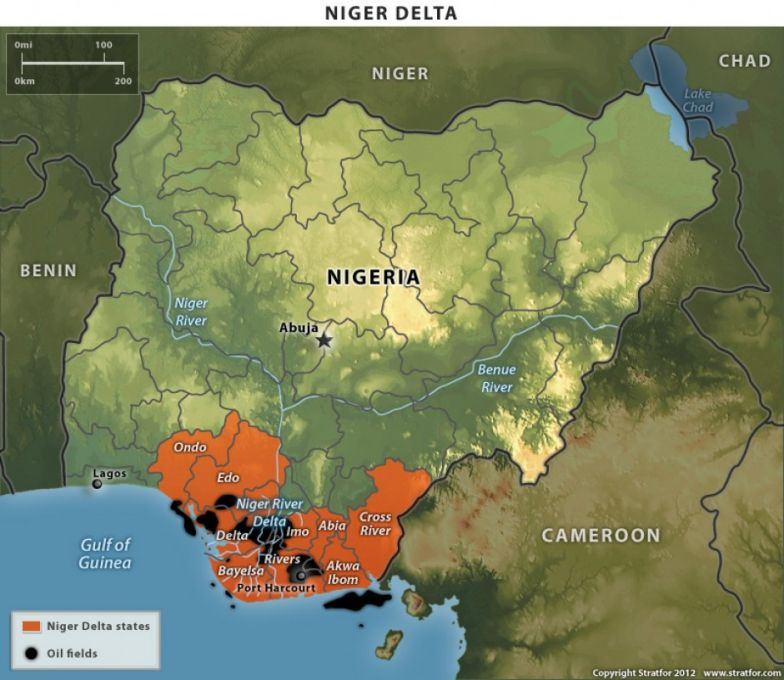 NIGER DELTA
0mi 100
0km 200
NIGER
CHAD
Lake
Chad
BENIN
NIGERIA
Niger
River
Abuja
Benue
River
Ondo
Lagos
Edo
Niger River
Delta
Cross
River
Abia
Imo
Delta
Gulf of
Guinea
CAMEROON
Rivers
Bayelsa
Akwa
Ibom
Port Harcourt
Niger Delta states
Oil fields
Copyright Stratfor 2012 www.stratfor.com